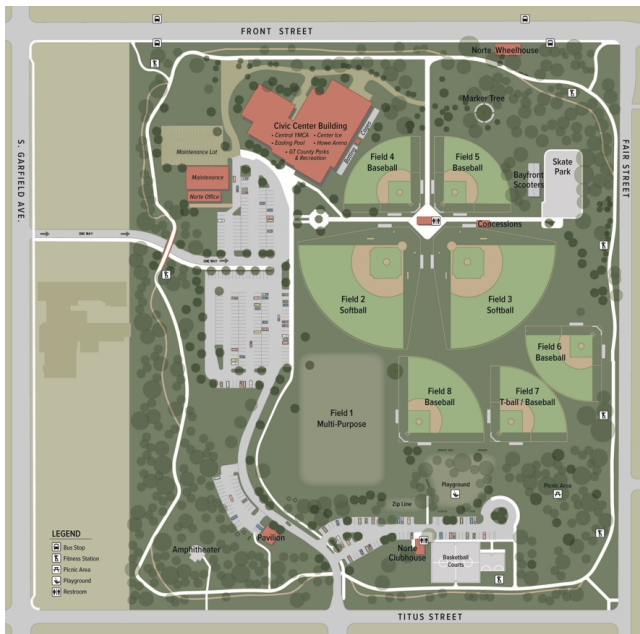 FRONT STREET
Norte Wheelhouse
Marker Tree
Civic Center Building
• Central YMCA • Center Ice
• Easling Pool • Howe Arena
• GT County Parks
& Recreation
Batting Cages
Maintenance Lot
Maintenance
Norte Office
Field 4
Baseball
Field 5
Baseball
Bayfront
Scooters
Skate
Park
Concessions
S. GARFIELD AVE.
FAIR STREET
ONE WAY
ONE WAY
Field 2
Softball
Field 3
Softball
Field 6
Baseball
Field 1
Multi-Purpose
Field 8
Baseball
Field 7
T-ball / Baseball
Playground
Picnic Area
Zip Line
Pavilion
Amphitheater
Norte
Clubhouse
Basketball
Courts
LEGEND
Bus Stop
Fitness Station
Picnic Area
Playground
Restroom
TITUS STREET